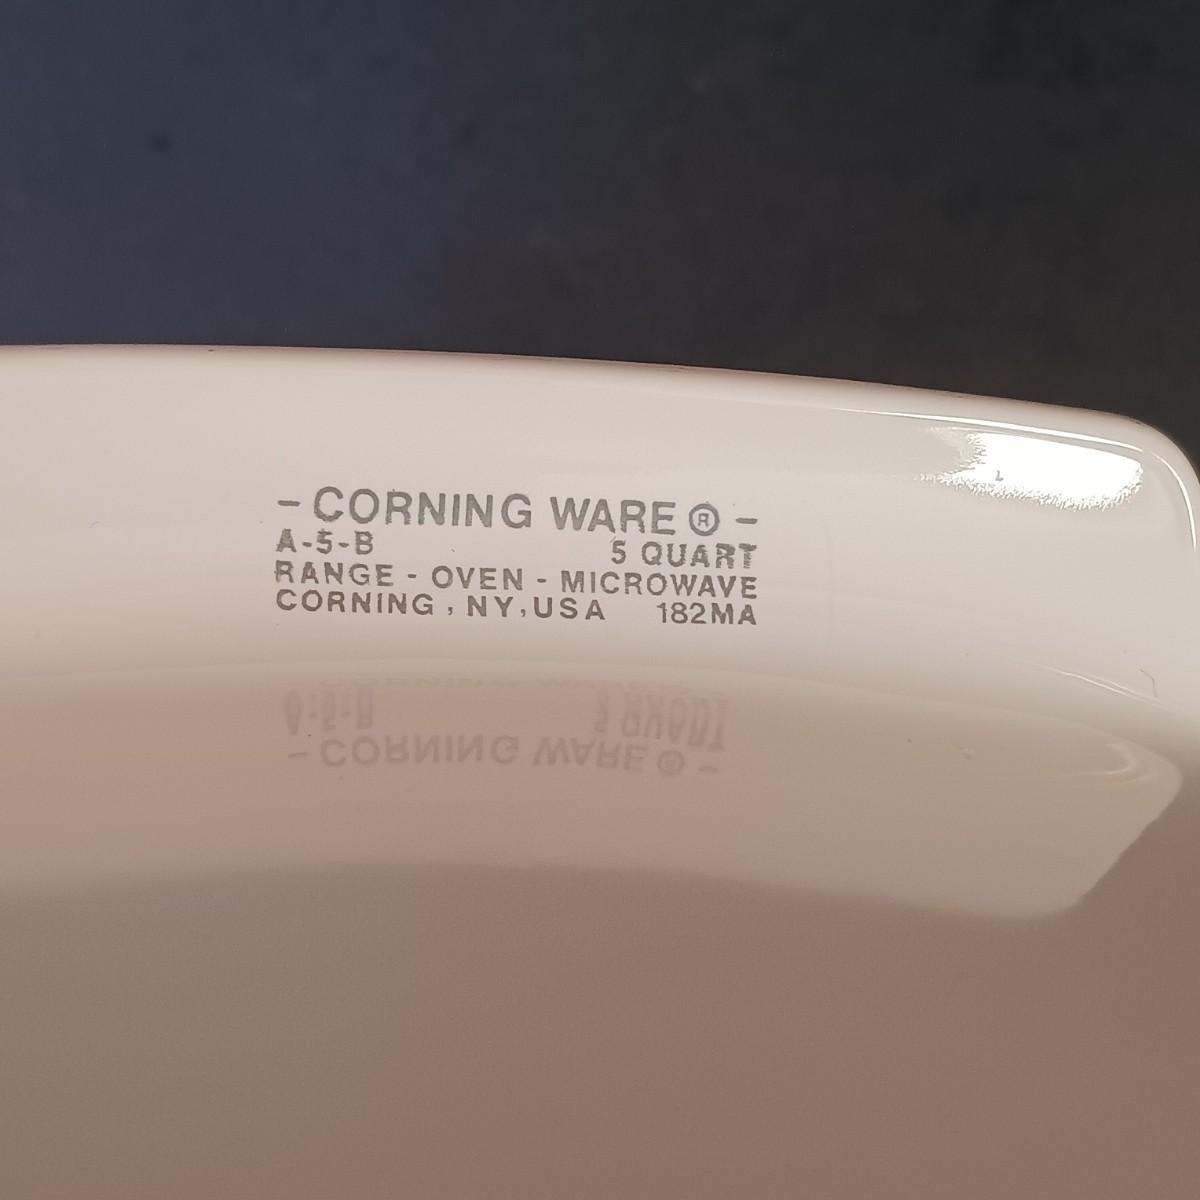 - CORNING WARE ® -
A-5-B 5 QUART
RANGE - OVEN - MICROWAVE
CORNING, NY, USA 182MA